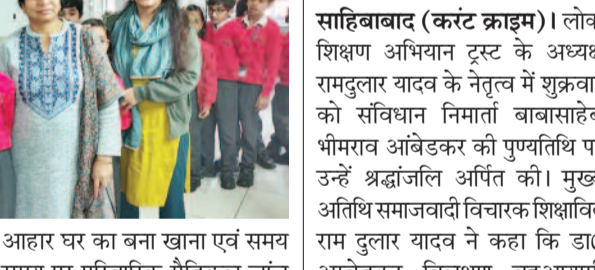 आहार घर का बना खाना एवं समय
साहिबाबाद (करंट क्राइम)। लोक
शिक्षण अभियान ट्रस्ट के अध्यक्ष
रामदुलार यादव के नेतृत्व में शुक्रवा
को संविधान निमार्ता बाबासाहेब
भीमराव आंबेडकर की पुण्यतिथि प
उन्हें श्रद्धांजलि अर्पित की। मुख्
अतिथि समाजवादी विचारक शिक्षावि
राम दुलार यादव ने कहा कि डा